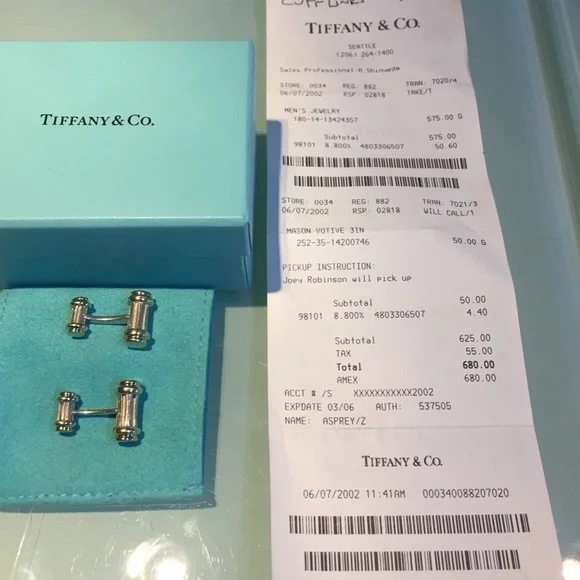 TIFFANY & CO.
CUFF LINKS
TIFFANY & CO.
SEATTLE
(206) 264-1400
Sales Professional:A.Shinveda
STORE: 0034 REG: 882 TRAN: 7020/4
06/07/2002 RSP: 02818 TAKE/1
MEN'S JEWELRY
180-14-13424357 575.00 G
Subtotal 575.00
98101 8.800% 4803306507 50.60
STORE: 0034 REG: 882 TRAN: 7021/3
06/07/2002 RSP: 02818 WILL CALL/1
MASON VOTIVE 3IN
252-35-14200746 50.00 G
PICKUP INSTRUCTION:
Joey Robinson will pick up
Subtotal 50.00
98101 8.800% 4803306507 4.40
Subtotal 625.00
TAX 55.00
Total 680.00
AMEX 680.00
ACCT # /S XXXXXXXXXXX2002
EXPDATE 03/06 AUTH: 537505
NAME: ASPREY/Z
TIFFANY & CO.
06/07/2002 11:41AM 000340088207020